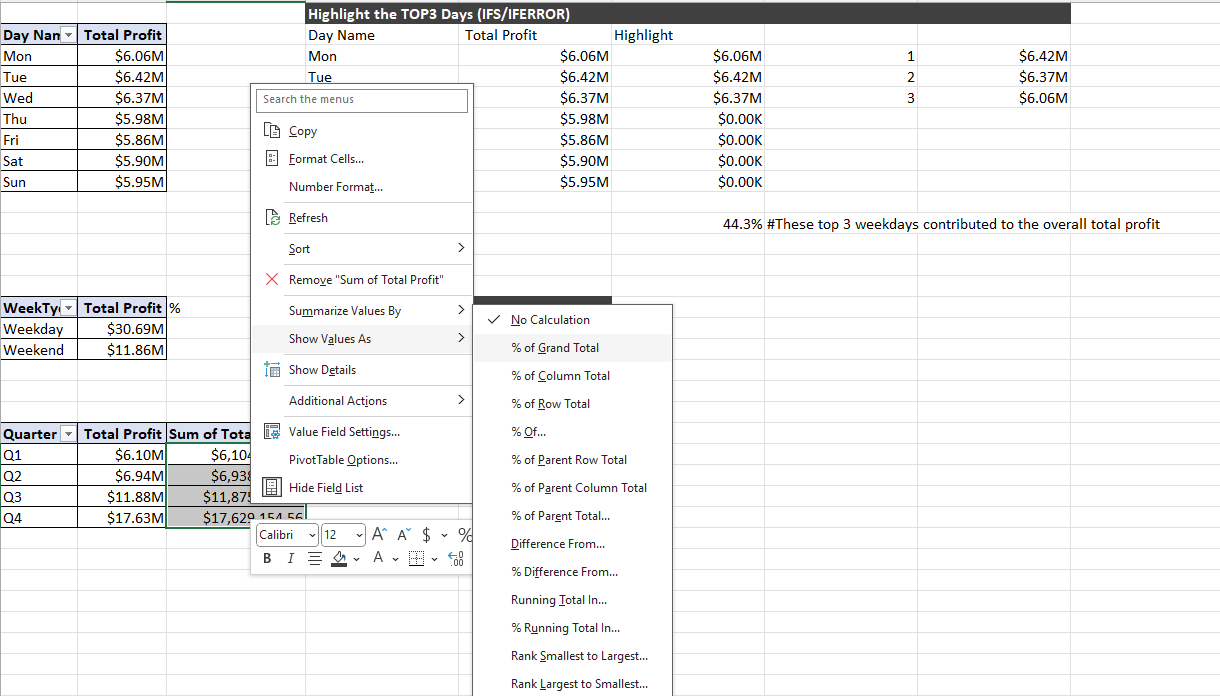 Highlight the TOP3 Days (IFS/IFERROR)
Day Nan Total Profit Day Name Total Profit Highlight
Mon $6.06M Mon $6.06M $6.06M 1 $6.42M
Tue $6.42M Tue $6.42M $6.42M 2 $6.37M
Wed $6.37M $6.37M $6.37M 3 $6.06M
Thu $5.98M $5.98M $0.00K
Fri $5.86M $5.86M $0.00K
Sat $5.90M $5.90M $0.00K
Sun $5.95M $5.95M $0.00K
44.3% #These top 3 weekdays contributed to the overall total profit
WeekTy Total Profit %
Weekday $30.69M
Weekend $11.86M
Quarter Total Profit Sum of Tota
Q1 $6.10M $6,104
Q2 $6.94M $6,938
Q3 $11.88M $11,875
Q4 $17.63M $17,629,154.56
Search the menus
Copy
Format Cells...
Number Format...
Refresh
Sort
Remove "Sum of Total Profit"
Summarize Values By
Show Values As
Show Details
Additional Actions
Value Field Settings...
PivotTable Options...
Hide Field List
Calibri 12 A A $ %
B I A .00
No Calculation
% of Grand Total
% of Column Total
% of Row Total
% Of...
% of Parent Row Total
% of Parent Column Total
% of Parent Total...
Difference From...
% Difference From...
Running Total In...
% Running Total In...
Rank Smallest to Largest...
Rank Largest to Smallest...